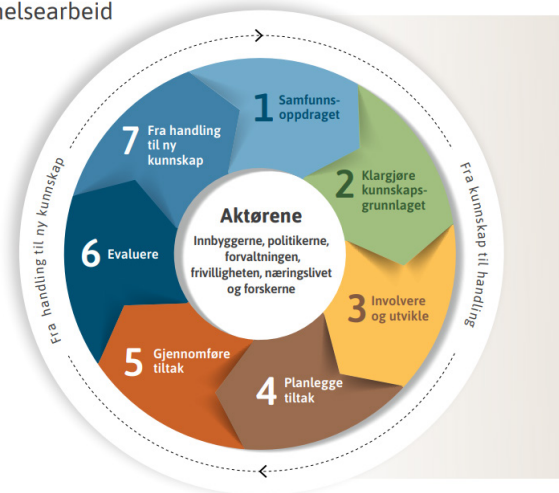 1 Samfunns-
oppdraget
2 Klargjøre
kunnskaps-
grunnlaget
3 Involvere
og utvikle
4 Planlegge
tiltak
5 Gjennomføre
tiltak
6 Evaluere
7 Fra handling
til ny
kunnskap
Aktørene
Innbyggerne, politikerne,
forvaltningen,
frivilligheten, næringslivet
og forskerne
Fra kunnskap til handling
Fra handling til ny kunnskap